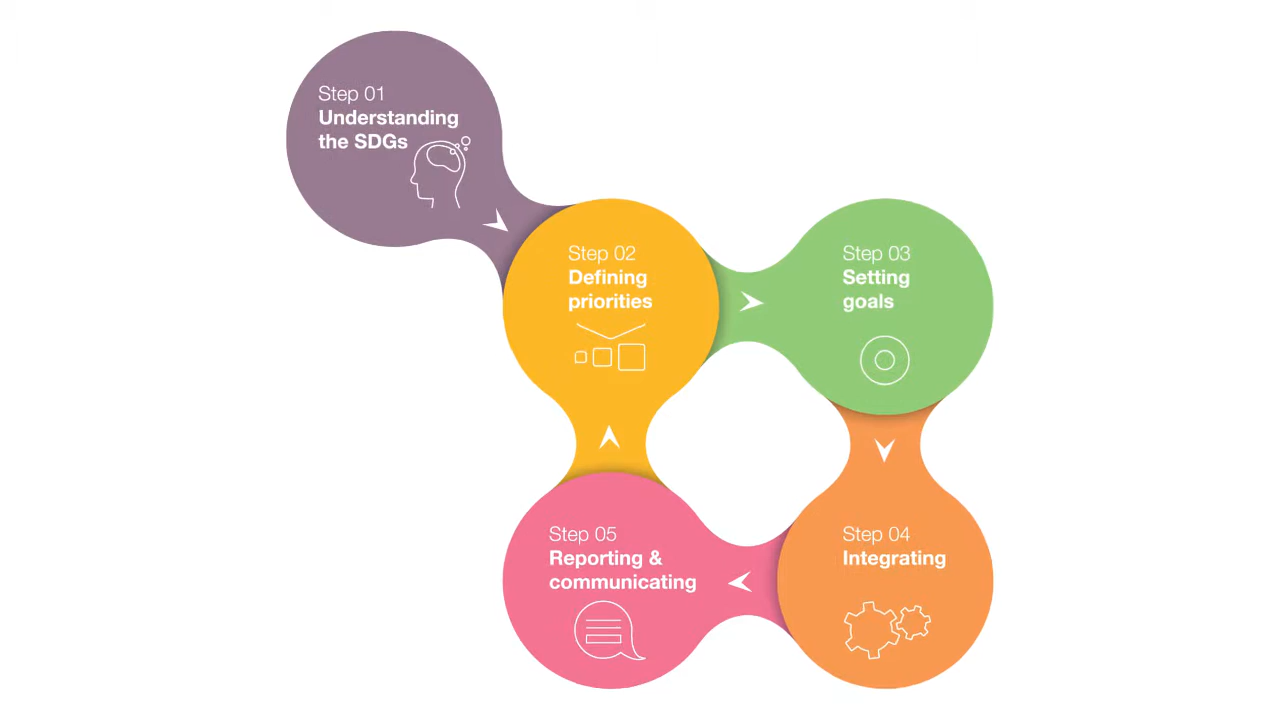 Step 01
Understanding
the SDGs
Step 02
Defining
priorities
Step 03
Setting
goals
Step 04
Integrating
Step 05
Reporting &
communicating